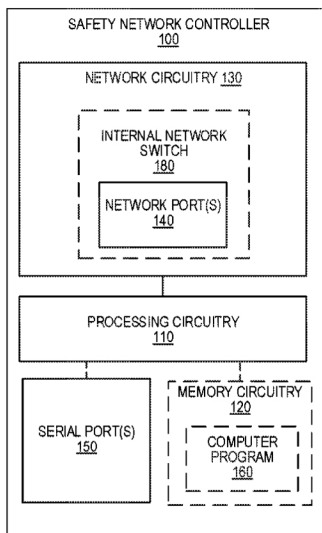 SAFETY NETWORK CONTROLLER
100
NETWORK CIRCUITRY 130
INTERNAL NETWORK
SWITCH
180
NETWORK PORT(S)
140
PROCESSING CIRCUITRY
110
SERIAL PORT(S)
150
MEMORY CIRCUITRY
120
COMPUTER
PROGRAM
160